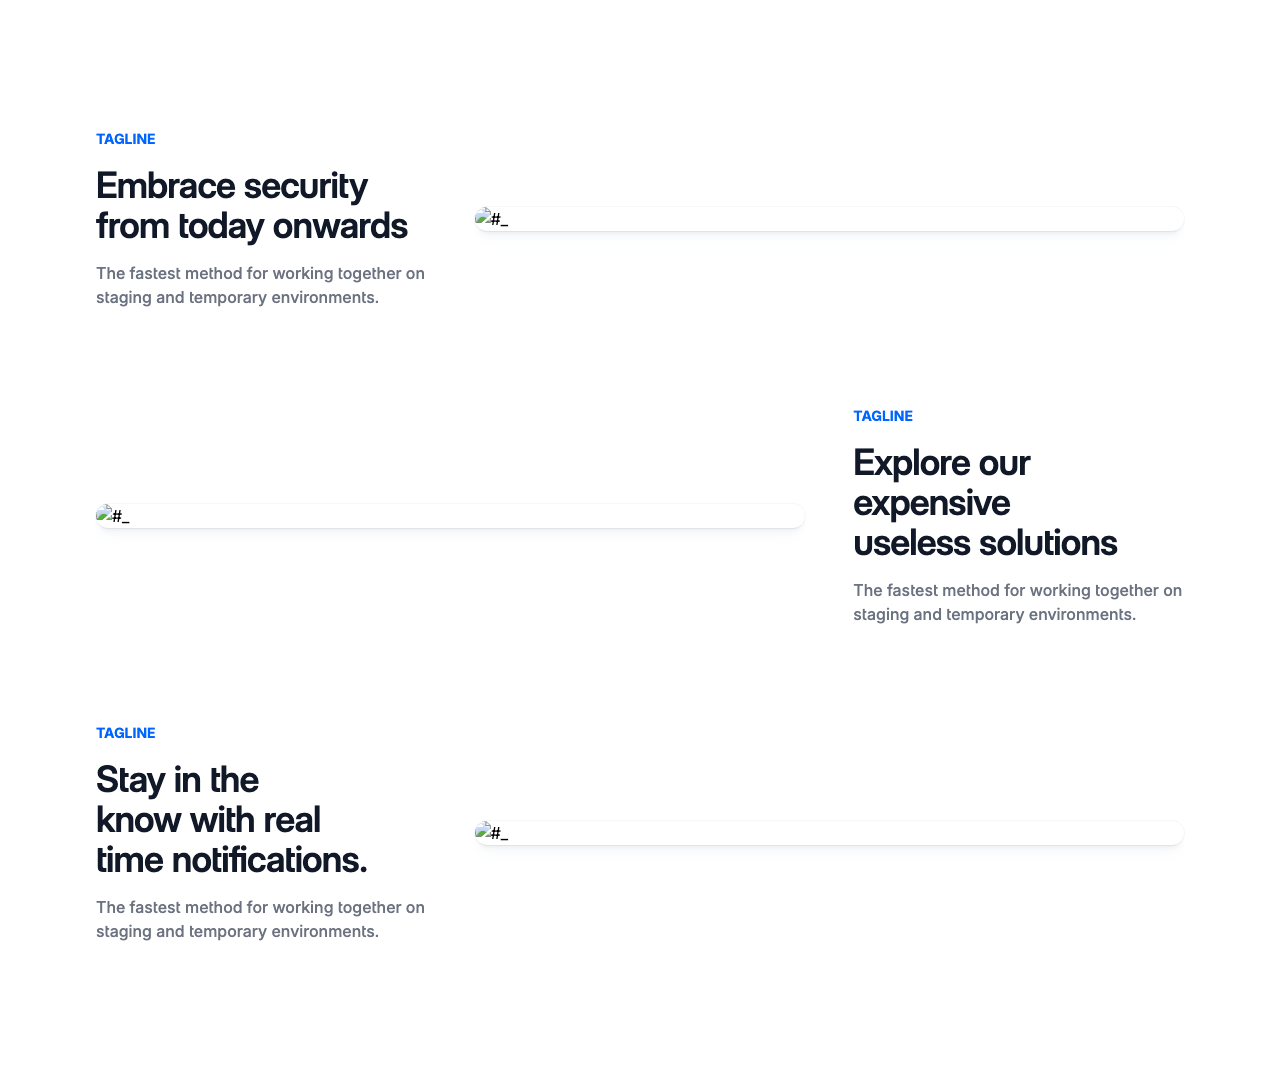 TAGLINE
Embrace security
from today onwards
The fastest method for working together on
staging and temporary environments.
#_
TAGLINE
Explore our
expensive
useless solutions
The fastest method for working together on
staging and temporary environments.
#_
TAGLINE
Stay in the
know with real
time notifications.
The fastest method for working together on
staging and temporary environments.
#_